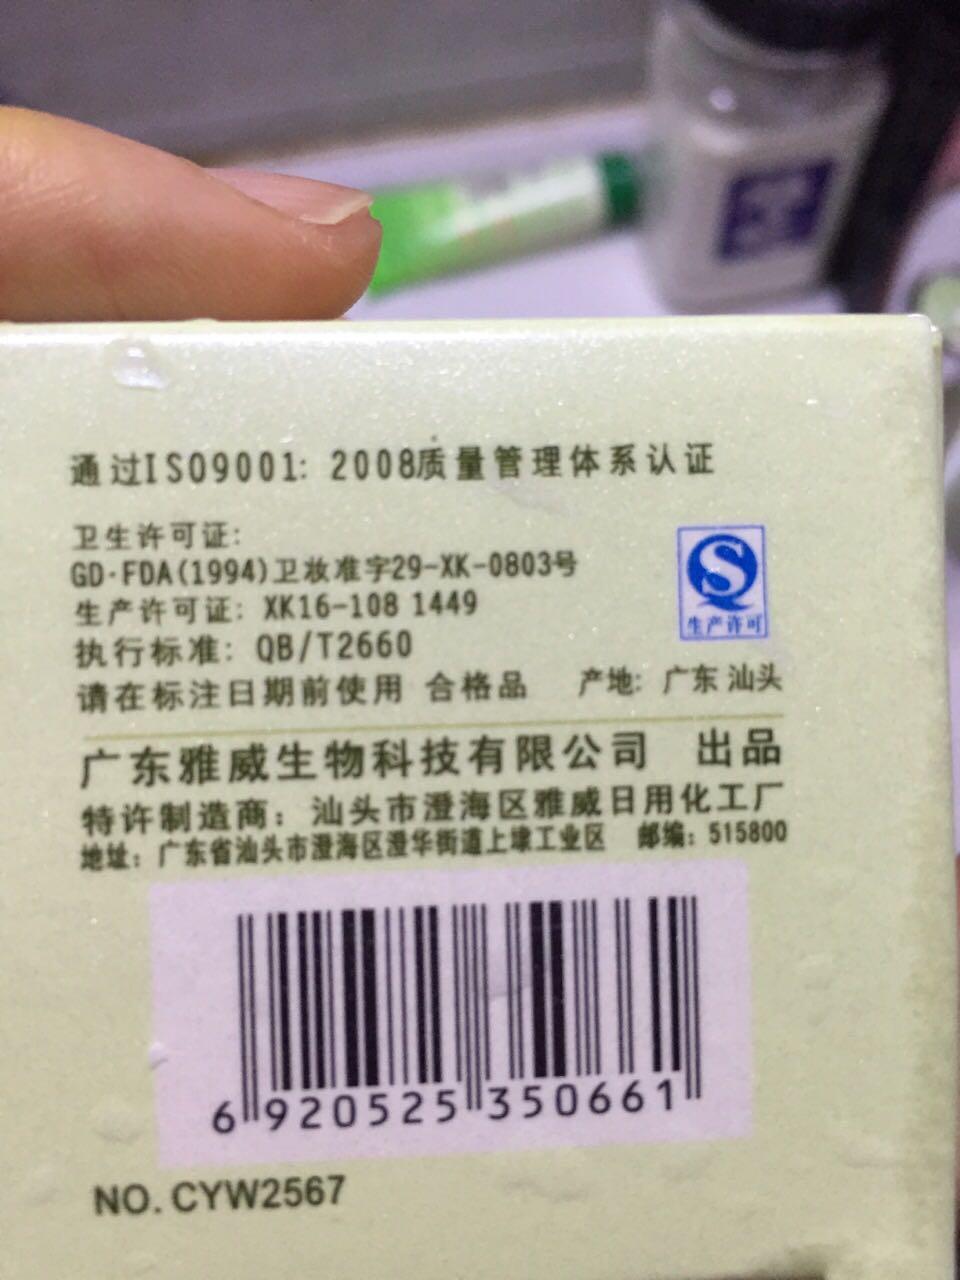 通过ISO9001: 2008质量管理体系认证
卫生许可证:
GD·FDA(1994)卫妆准字29-XK-0803号
生产许可证: XK16-108 1449
生产许可
执行标准: QB/T2660
请在标注日期前使用 合格品 产地: 广东 汕头
广东雅威生物科技有限公司 出品
特许制造商: 汕头市澄海区雅威日用化工厂
地址: 广东省汕头市澄海区澄华街道上埭工业区 邮编: 515800
6 920525 350661
NO. CYW2567